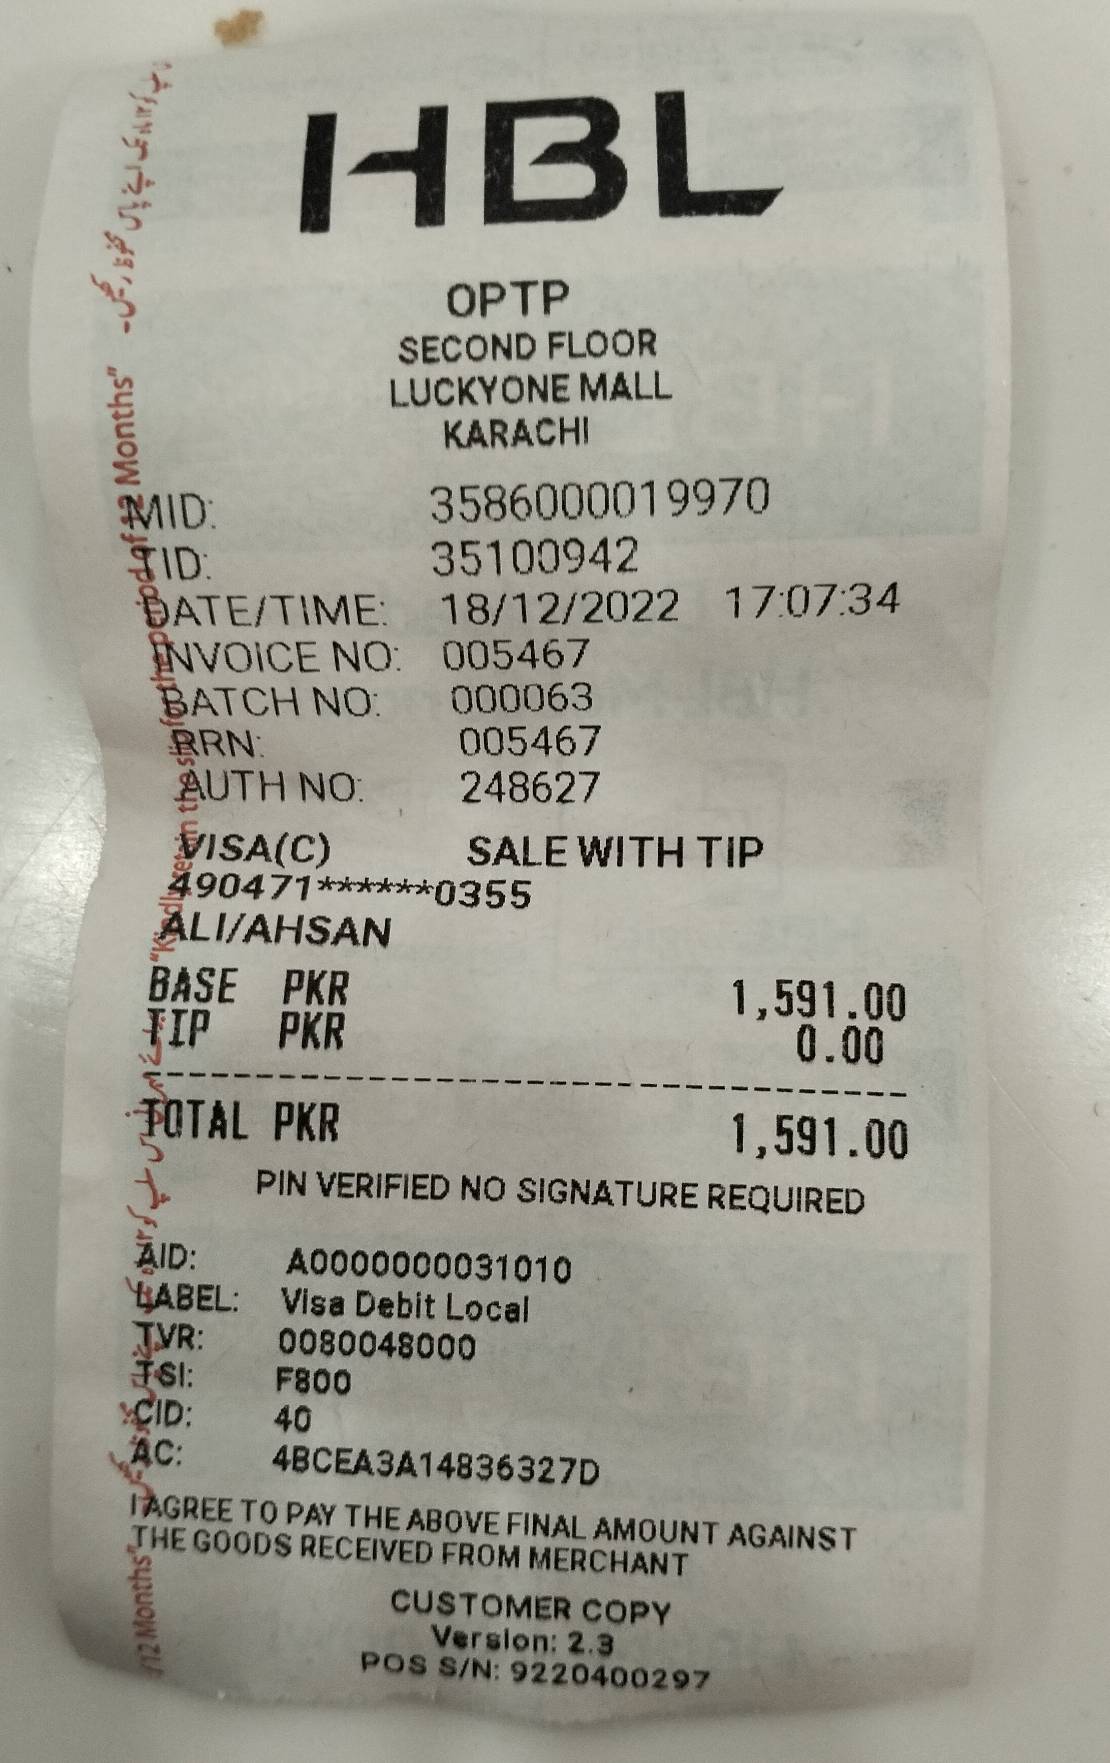 HBL
OPTP
SECOND FLOOR
LUCKYONE MALL
KARACHI
MID: 3586000019970
TID: 35100942
DATE/TIME: 18/12/2022 17:07:34
INVOICE NO: 005467
BATCH NO: 000063
RRN: 005467
AUTH NO: 248627
VISA(C) SALE WITH TIP
490471******0355
ALI/AHSAN
BASE PKR 1,591.00
TIP PKR 0.00
TOTAL PKR 1,591.00
PIN VERIFIED NO SIGNATURE REQUIRED
AID: A0000000031010
LABEL: Visa Debit Local
TVR: 0080048000
TSI: F800
CID: 40
AC: 4BCEA3A14836327D
I AGREE TO PAY THE ABOVE FINAL AMOUNT AGAINST
THE GOODS RECEIVED FROM MERCHANT
CUSTOMER COPY
Version: 2.3
POS S/N: 9220400297
"Kindly retain the slip for the period of 12 Months"
12 Months"